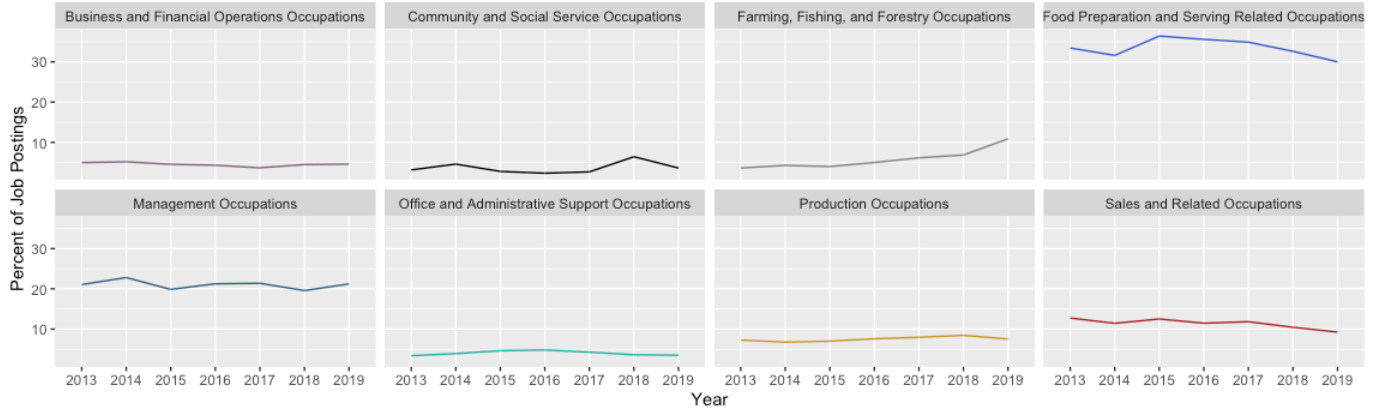 Business and Financial Operations Occupations
Community and Social Service Occupations
Farming, Fishing, and Forestry Occupations
Food Preparation and Serving Related Occupations
30
20
10
Management Occupations
Office and Administrative Support Occupations
Production Occupations
Sales and Related Occupations
30
20
10
2013 2014 2015 2016 2017 2018 2019
2013 2014 2015 2016 2017 2018 2019
2013 2014 2015 2016 2017 2018 2019
2013 2014 2015 2016 2017 2018 2019
Year
Percent of Job Postings